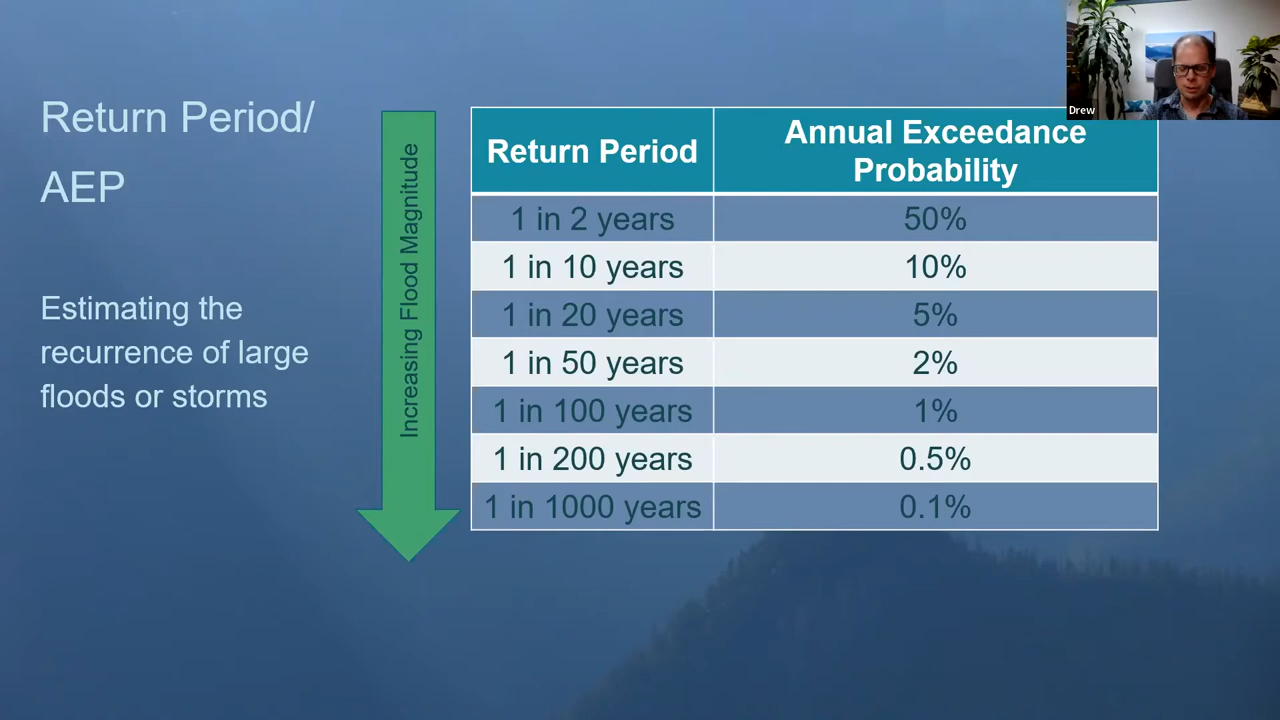 Return Period/
AEP
Estimating the
recurrence of large
floods or storms
Increasing Flood Magnitude
Return Period
Annual Exceedance
Probability
1 in 2 years 50%
1 in 10 years 10%
1 in 20 years 5%
1 in 50 years 2%
1 in 100 years 1%
1 in 200 years 0.5%
1 in 1000 years 0.1%
Drew